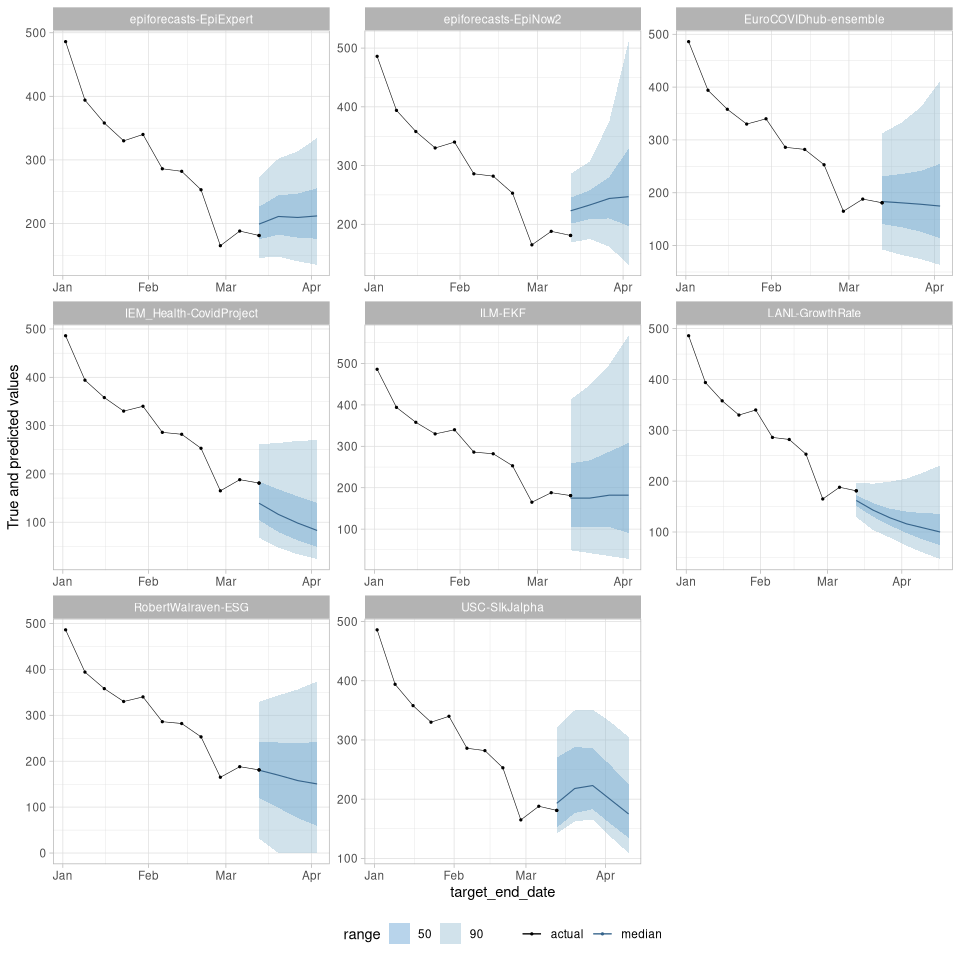 epiforecasts-EpiExpert
epiforecasts-EpiNow2
EuroCOVIDhub-ensemble
500
400
300
200
Jan Feb Mar Apr
500
400
300
200
Jan Feb Mar Apr
500
400
300
200
100
Jan Feb Mar Apr
IEM_Health-CovidProject
ILM-EKF
LANL-GrowthRate
500
400
300
200
100
Jan Feb Mar Apr
500
400
300
200
100
Jan Feb Mar Apr
500
400
300
200
100
Jan Feb Mar Apr
RobertWalraven-ESG
USC-SIkJalpha
500
400
300
200
100
0
Jan Feb Mar Apr
500
400
300
200
100
Jan Feb Mar Apr
True and predicted values
target_end_date
range 50 90 actual median